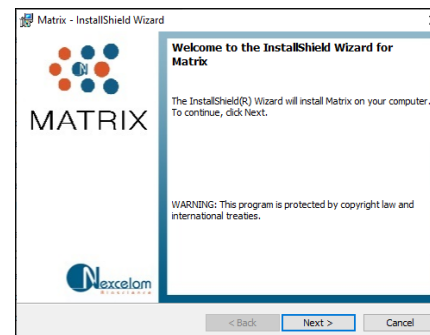 Matrix - InstallShield Wizard
Welcome to the InstallShield Wizard for
Matrix
The InstallShield(R) Wizard will install Matrix on your computer.
To continue, click Next.
N
MATRIX
WARNING: This program is protected by copyright law and
international treaties.
Nexcelom
Bioscience
< Back
Next >
Cancel